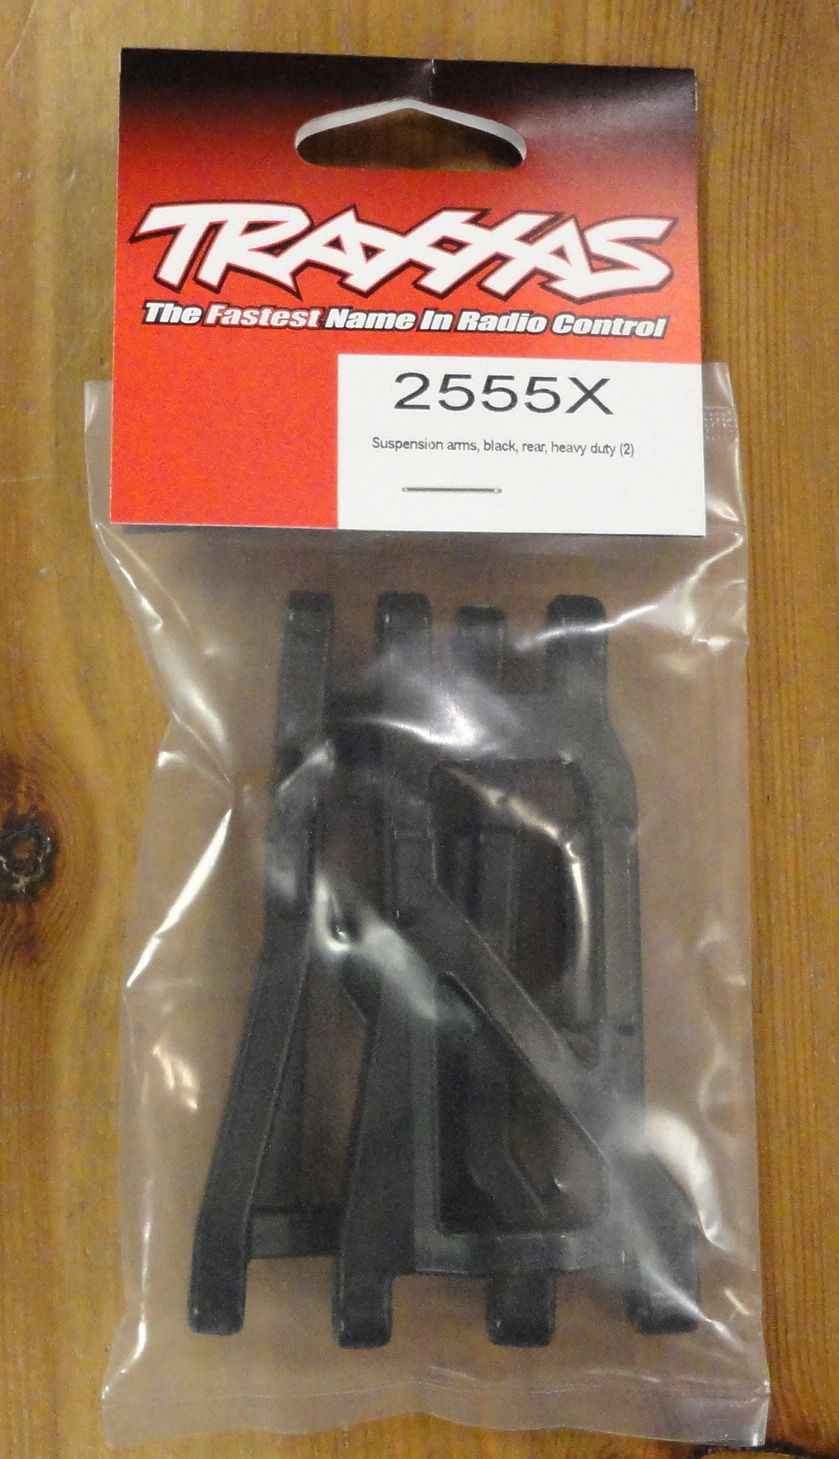 TRAXXAS
The Fastest Name In Radio Control
2555X
Suspension arms, black, rear, heavy duty (2)